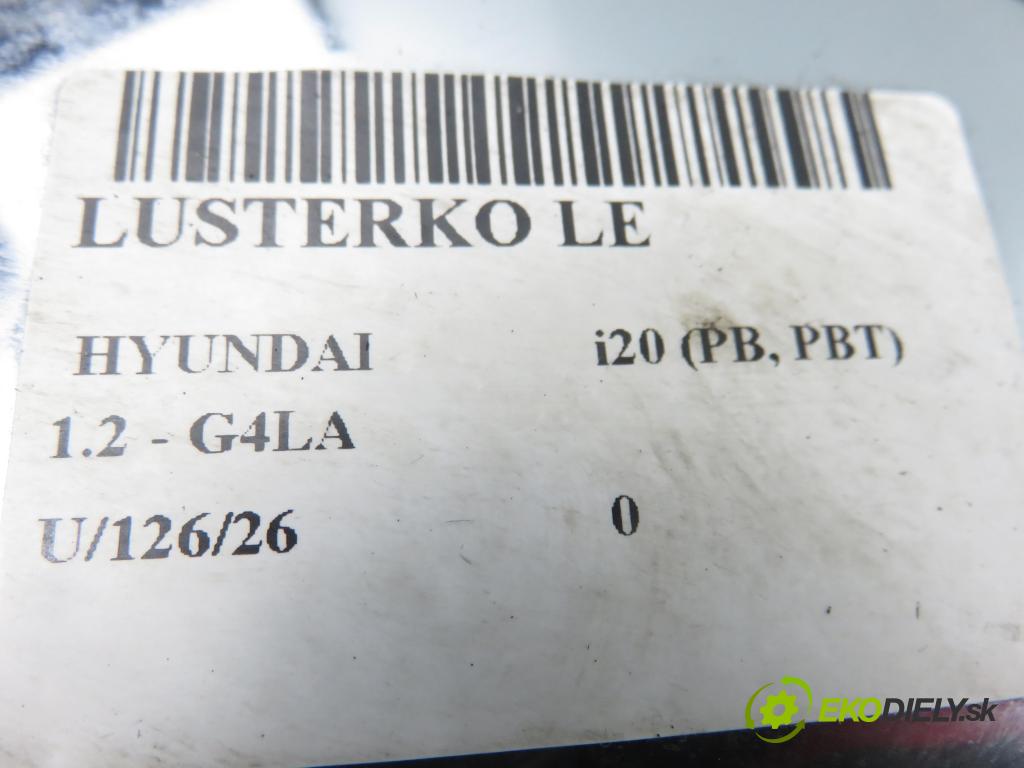 LUSTERKO LE
HYUNDAI i20 (PB, PBT)
1.2 - G4LA
U/126/26 0
EKODIELY.sk